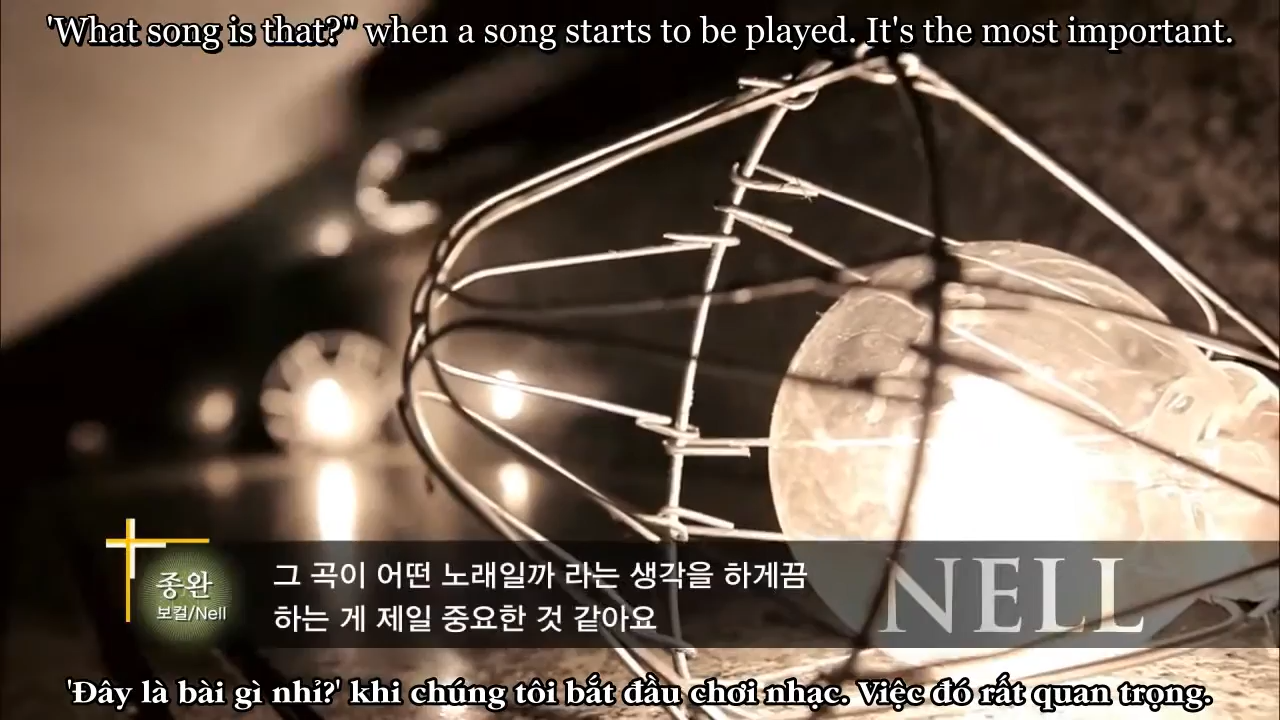 'What song is that?" when a song starts to be played. It's the most important.
종완
보컬/Nell
그 곡이 어떤 노래일까 라는 생각을 하게끔
하는 게 제일 중요한 것 같아요
NELL
'Đây là bài gì nhỉ?' khi chúng tôi bắt đầu chơi nhạc. Việc đó rất quan trọng.